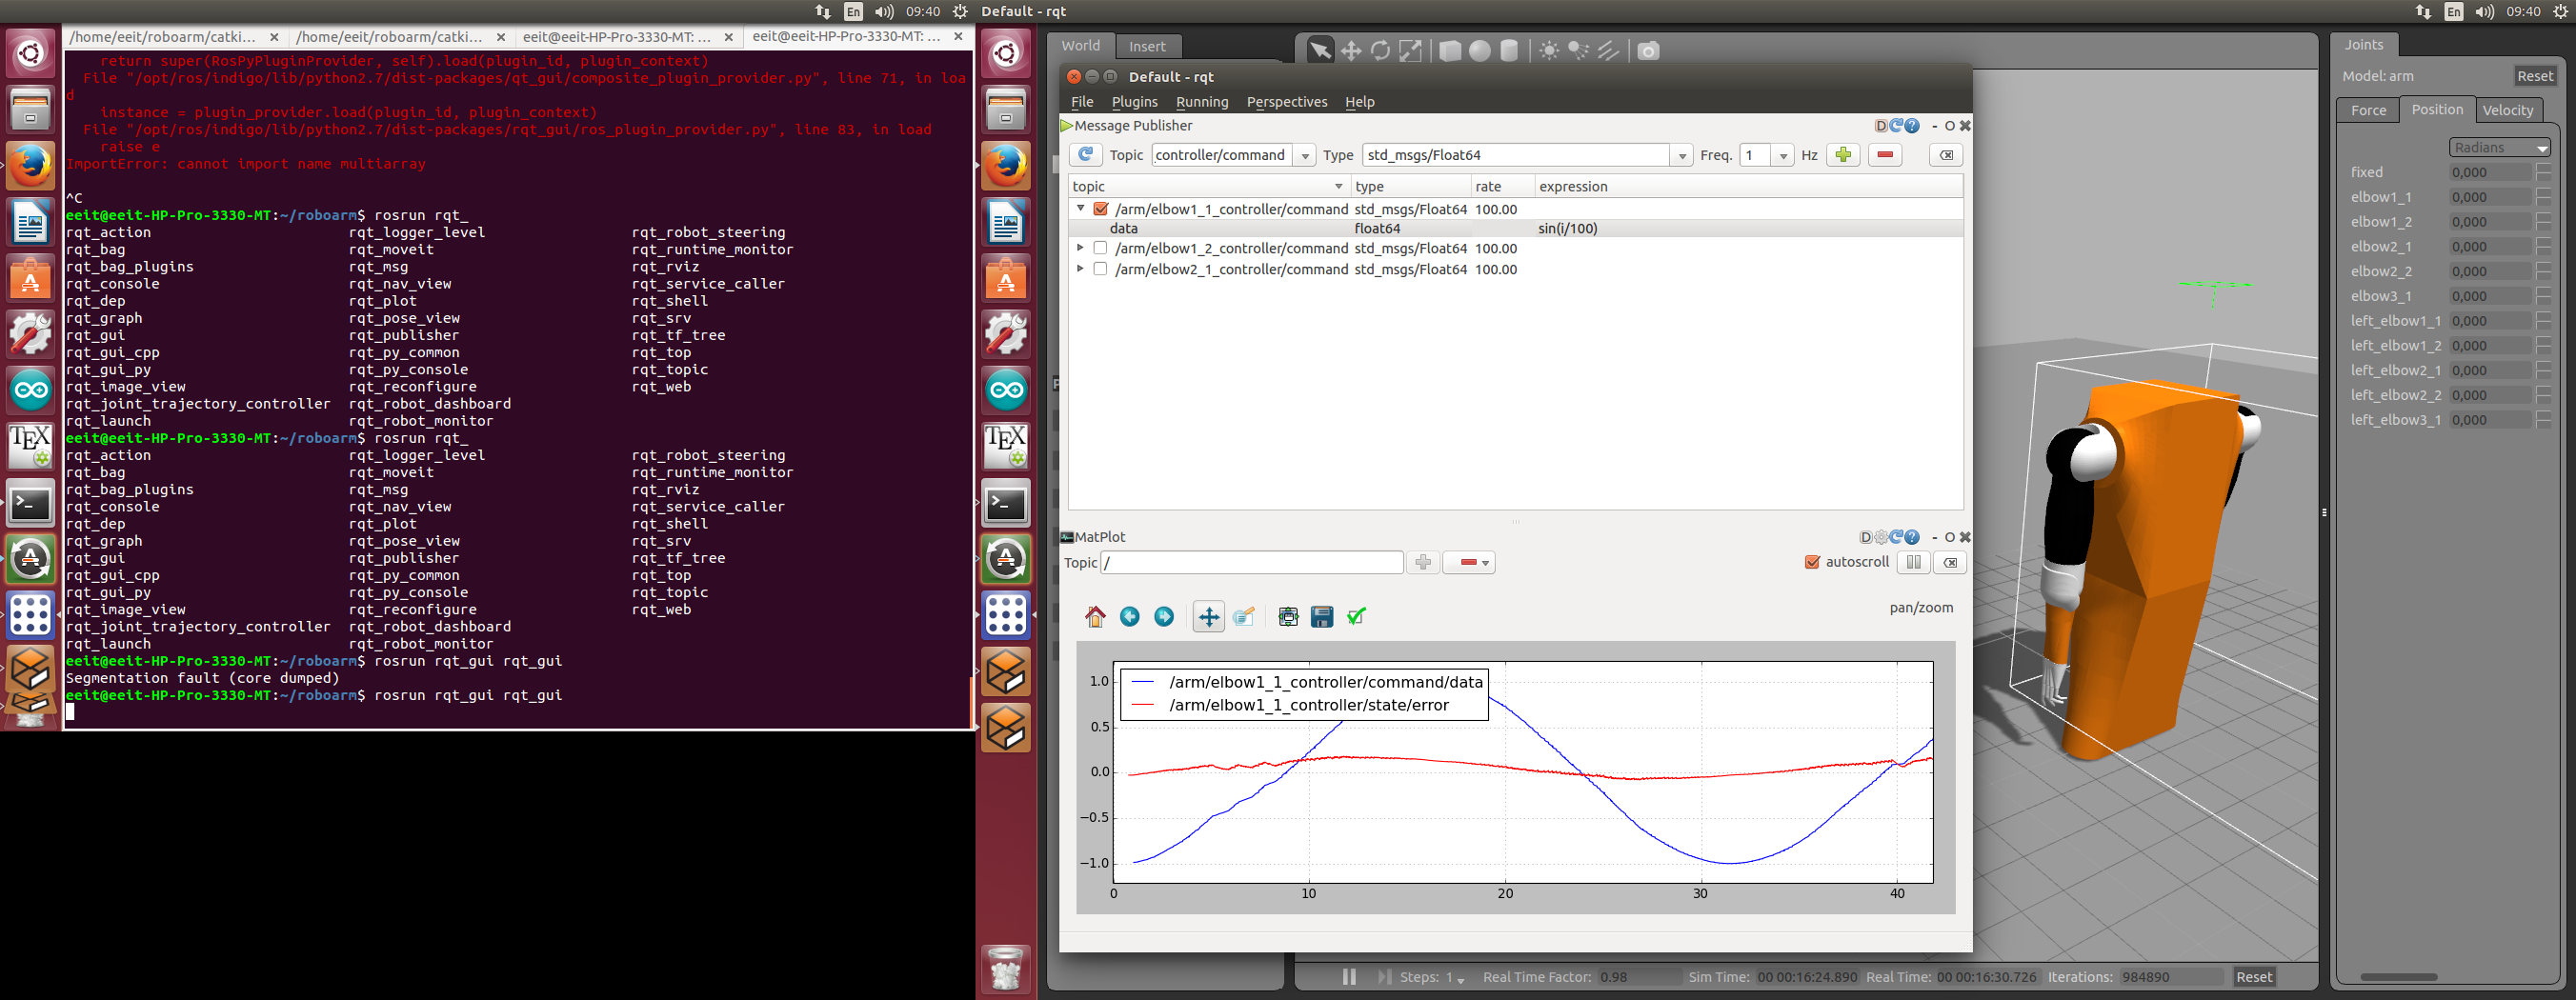 En 09:40 Default - rqt En 09:40
/home/eeit/roboarm/catki... × /home/eeit/roboarm/catki... × eeit@eeit-HP-Pro-3330-MT: ... × eeit@eeit-HP-Pro-3330-MT: ... ×
return super(RosPyPluginProvider, self).load(plugin_id, plugin_context)
File "/opt/ros/indigo/lib/python2.7/dist-packages/qt_gui/composite_plugin_provider.py", line 71, in loa
d
instance = plugin_provider.load(plugin_id, plugin_context)
File "/opt/ros/indigo/lib/python2.7/dist-packages/rqt_gui/ros_plugin_provider.py", line 83, in load
raise e
ImportError: cannot import name multiarray
^C
eeit@eeit-HP-Pro-3330-MT:~/roboarm$ rosrun rqt_
rqt_action rqt_logger_level rqt_robot_steering
rqt_bag rqt_moveit rqt_runtime_monitor
rqt_bag_plugins rqt_msg rqt_rviz
rqt_console rqt_nav_view rqt_service_caller
rqt_dep rqt_plot rqt_shell
rqt_graph rqt_pose_view rqt_srv
rqt_gui rqt_publisher rqt_tf_tree
rqt_gui_cpp rqt_py_common rqt_top
rqt_gui_py rqt_py_console rqt_topic
rqt_image_view rqt_reconfigure rqt_web
rqt_joint_trajectory_controller rqt_robot_dashboard
rqt_launch rqt_robot_monitor
eeit@eeit-HP-Pro-3330-MT:~/roboarm$ rosrun rqt_
rqt_action rqt_logger_level rqt_robot_steering
rqt_bag rqt_moveit rqt_runtime_monitor
rqt_bag_plugins rqt_msg rqt_rviz
rqt_console rqt_nav_view rqt_service_caller
rqt_dep rqt_plot rqt_shell
rqt_graph rqt_pose_view rqt_srv
rqt_gui rqt_publisher rqt_tf_tree
rqt_gui_cpp rqt_py_common rqt_top
rqt_gui_py rqt_py_console rqt_topic
rqt_image_view rqt_reconfigure rqt_web
rqt_joint_trajectory_controller rqt_robot_dashboard
rqt_launch rqt_robot_monitor
eeit@eeit-HP-Pro-3330-MT:~/roboarm$ rosrun rqt_gui rqt_gui
Segmentation fault (core dumped)
eeit@eeit-HP-Pro-3330-MT:~/roboarm$ rosrun rqt_gui rqt_gui
TEX
TEX
World Insert
Default - rqt
File Plugins Running Perspectives Help
Message Publisher D - O
Topic controller/command Type std_msgs/Float64 Freq. 1 Hz
topic type rate expression
/arm/elbow1_1_controller/command std_msgs/Float64 100.00
data float64 sin(i/100)
/arm/elbow1_2_controller/command std_msgs/Float64 100.00
/arm/elbow2_1_controller/command std_msgs/Float64 100.00
MatPlot D - O
Topic / autoscroll
pan/zoom
/arm/elbow1_1_controller/command/data
/arm/elbow1_1_controller/state/error
1.0
0.5
0.0
−0.5
−1.0
0 10 20 30 40
Steps: 1 Real Time Factor: 0.98 Sim Time: 00 00:16:24.890 Real Time: 00 00:16:30.726 Iterations: 984890 Reset
Joints
Model: arm Reset
Force Position Velocity
Radians
fixed 0,000
elbow1_1 0,000
elbow1_2 0,000
elbow2_1 0,000
elbow2_2 0,000
elbow3_1 0,000
left_elbow1_1 0,000
left_elbow1_2 0,000
left_elbow2_1 0,000
left_elbow2_2 0,000
left_elbow3_1 0,000